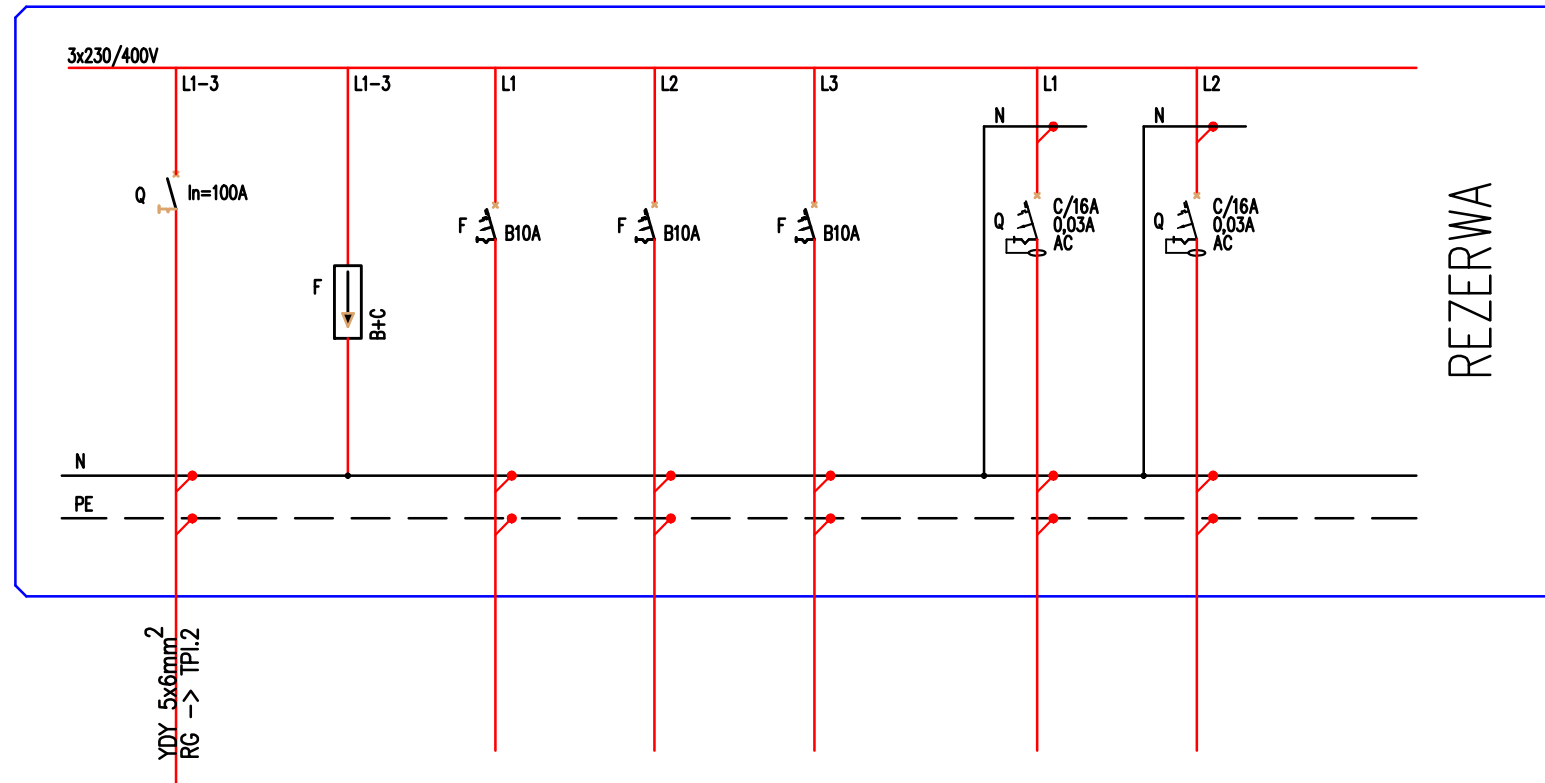 3x230/400V
L1-3
L1-3
L1
L2
L3
L1
L2
N
N
Q
In=100A
F
B+C
F
B10A
F
B10A
F
B10A
Q
C/16A
0,03A
AC
Q
C/16A
0,03A
AC
REZERWA
N
PE
YDY 5x6mm²
RG -> TPI.2